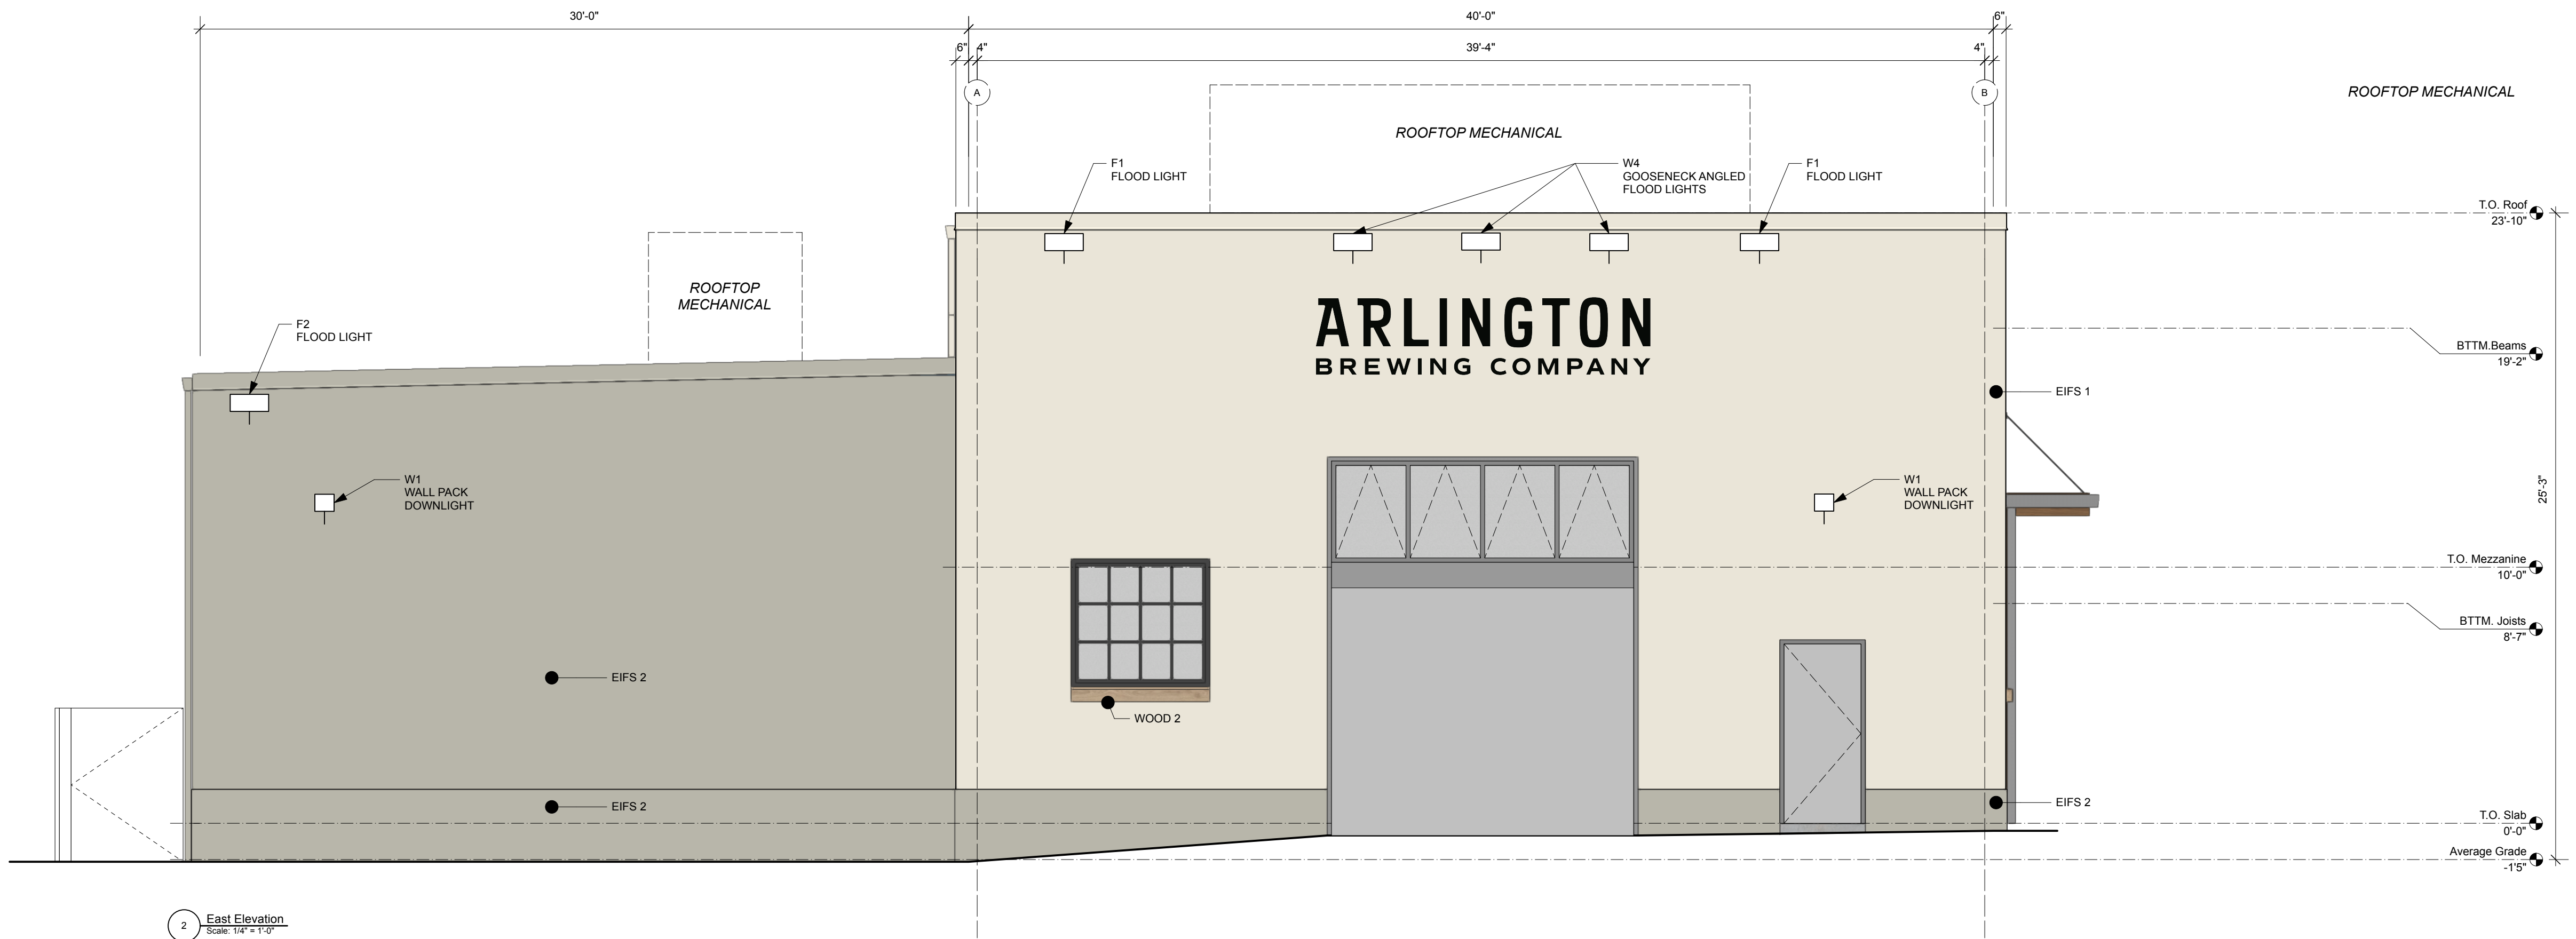 30'-0"
40'-0"
6"
6"
4"
39'-4"
4"
A
B
ROOFTOP MECHANICAL
ROOFTOP MECHANICAL
F1
FLOOD LIGHT
W4
GOOSENECK ANGLED
FLOOD LIGHTS
F1
FLOOD LIGHT
T.O. Roof
23'-10"
ROOFTOP
MECHANICAL
F2
FLOOD LIGHT
ARLINGTON
BREWING COMPANY
BTTM.Beams
19'-2"
EIFS 1
W1
WALL PACK
DOWNLIGHT
W1
WALL PACK
DOWNLIGHT
25'-3"
T.O. Mezzanine
10'-0"
BTTM. Joists
8'-7"
EIFS 2
WOOD 2
EIFS 2
EIFS 2
T.O. Slab
0'-0"
Average Grade
-1'5"
2
East Elevation
Scale: 1/4" = 1'-0"